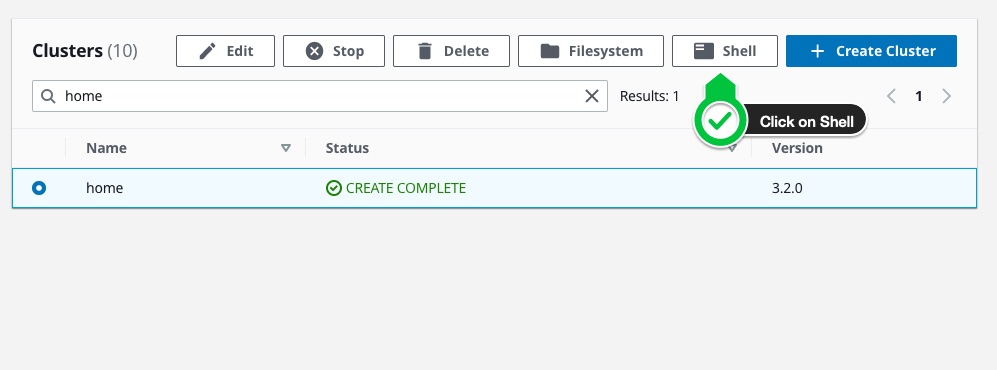 Clusters (10) Edit Stop Delete Filesystem Shell Create Cluster
home Results: 1 1
Click on Shell
Name Status Version
home CREATE COMPLETE 3.2.0